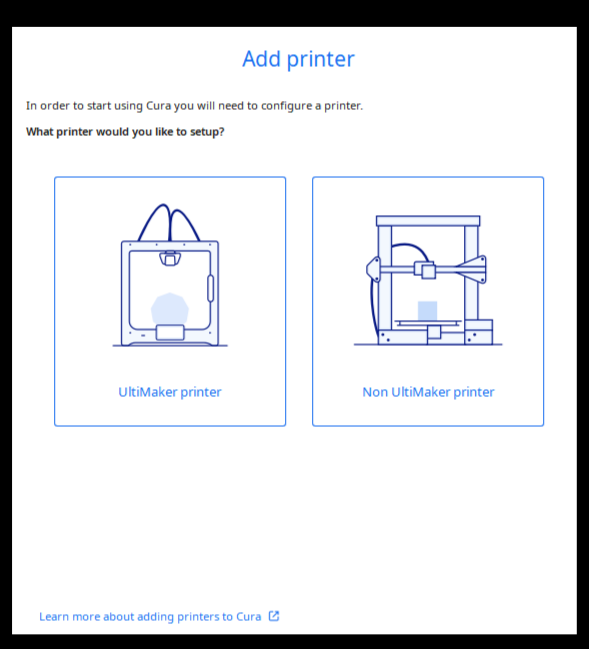 Add printer
In order to start using Cura you will need to configure a printer.
What printer would you like to setup?
UltiMaker printer
Non UltiMaker printer
Learn more about adding printers to Cura